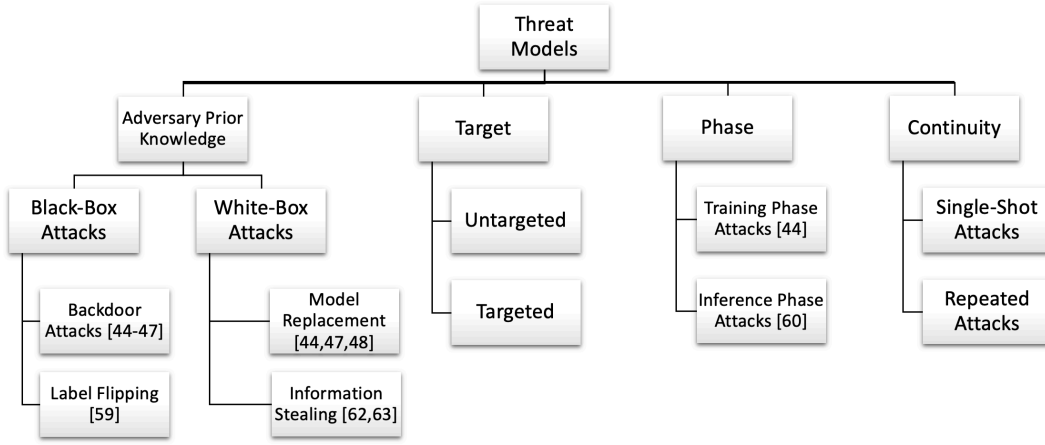 Threat
Models
Adversary Prior
Knowledge
Target
Phase
Continuity
Black-Box
Attacks
White-Box
Attacks
Untargeted
Training Phase
Attacks [44]
Single-Shot
Attacks
Backdoor
Attacks [44-47]
Model
Replacement
[44,47,48]
Targeted
Inference Phase
Attacks [60]
Repeated
Attacks
Label Flipping
[59]
Information
Stealing [62,63]